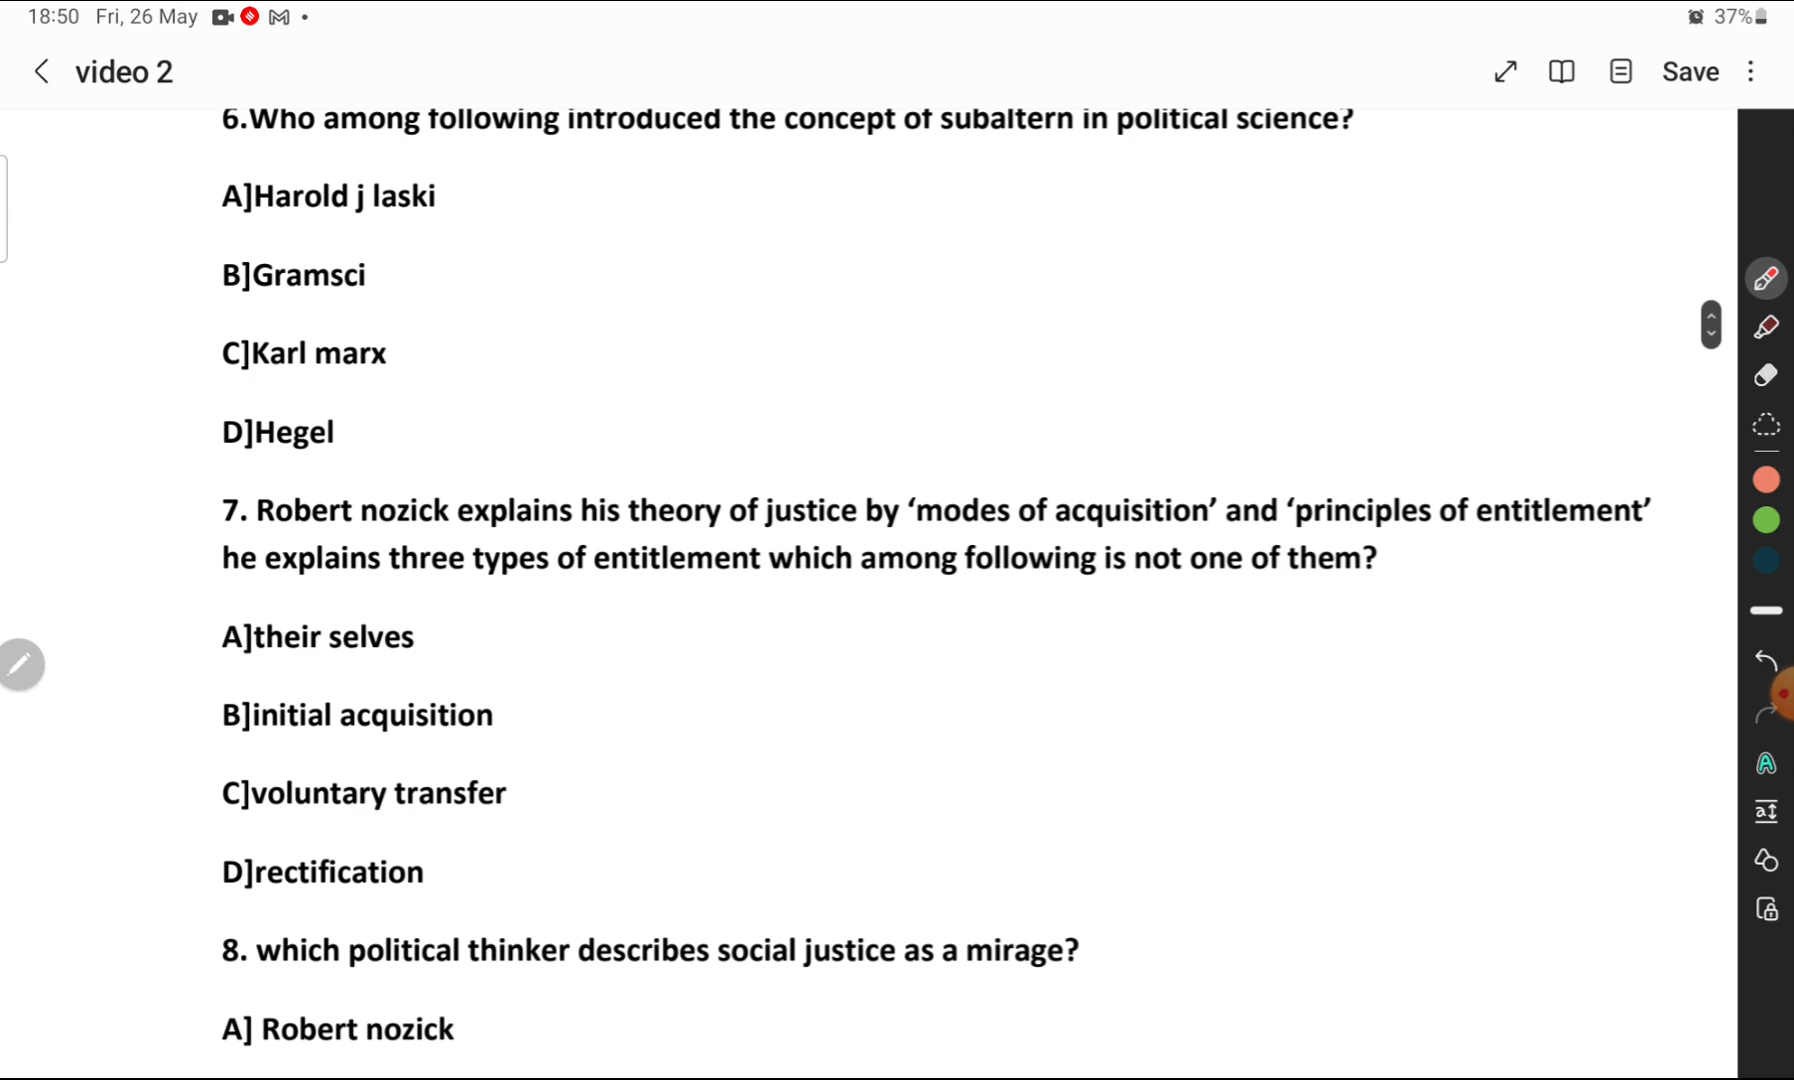 18:50 Fri, 26 May
37%
video 2
Save
6.Who among following introduced the concept of subaltern in political science?
A]Harold j laski
B]Gramsci
C]Karl marx
D]Hegel
7. Robert nozick explains his theory of justice by ‘modes of acquisition’ and ‘principles of entitlement’
he explains three types of entitlement which among following is not one of them?
A]their selves
B]initial acquisition
C]voluntary transfer
D]rectification
8. which political thinker describes social justice as a mirage?
A] Robert nozick